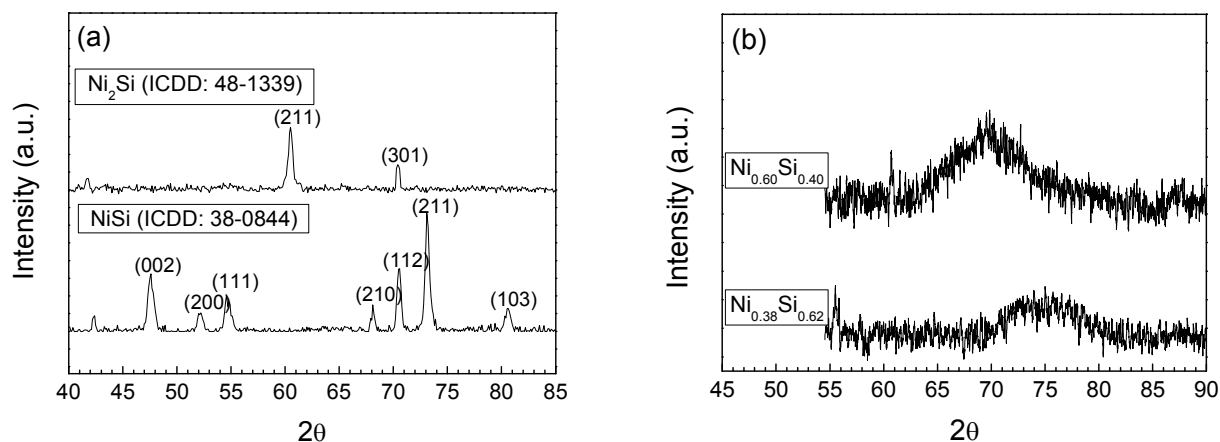 (a)
Ni₂Si (ICDD: 48-1339)
(211)
(301)
NiSi (ICDD: 38-0844)
(002)
(200)
(111)
(210)
(112)
(211)
(103)
Intensity (a.u.)
40 45 50 55 60 65 70 75 80 85
2θ
(b)
Ni₀.₆₀Si₀.₄₀
Ni₀.₃₈Si₀.₆₂
Intensity (a.u.)
45 50 55 60 65 70 75 80 85 90
2θ